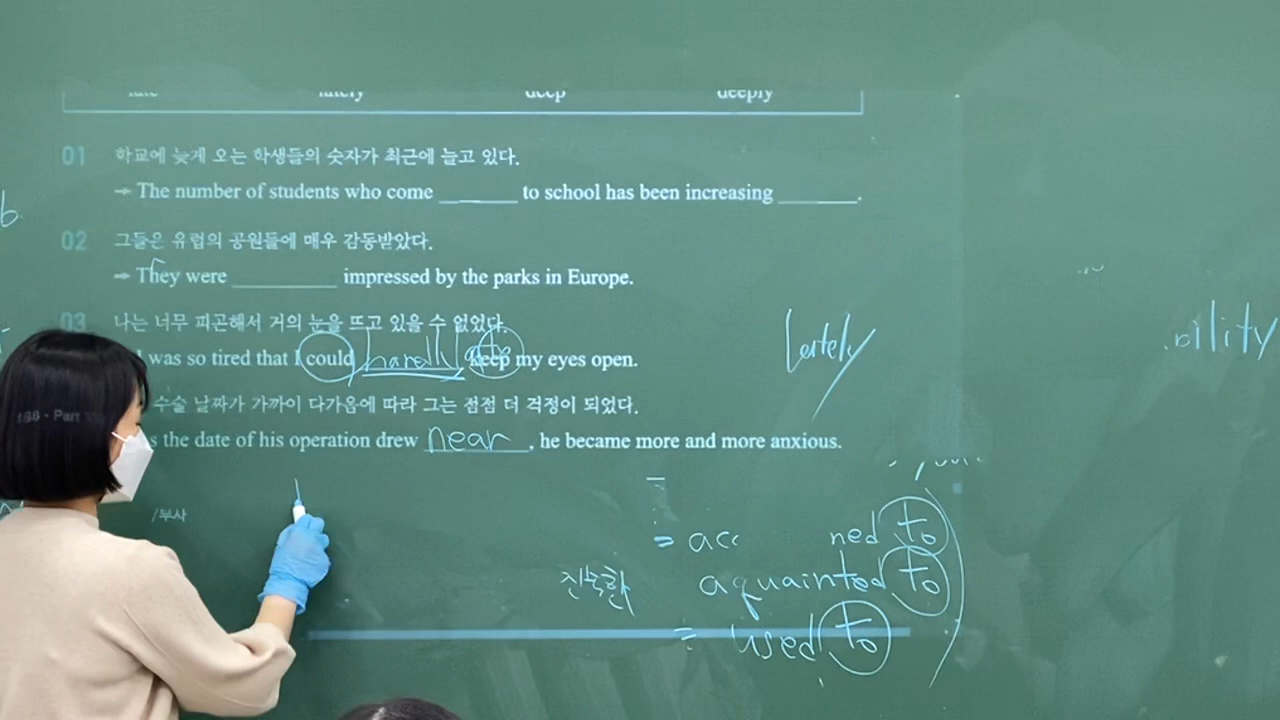 late lately deep deeply
01 학교에 늦게 오는 학생들의 숫자가 최근에 늘고 있다.
→ The number of students who come ______ to school has been increasing ______.
02 그들은 유럽의 공원들에 매우 감동받았다.
→ They were ________ impressed by the parks in Europe.
03 나는 너무 피곤해서 거의 눈을 뜨고 있을 수 없었다.
I was so tired that I could hardly keep my eyes open.
수술 날짜가 가까이 다가옴에 따라 그는 점점 더 걱정이 되었다.
s the date of his operation drew near, he became more and more anxious.
188 · Part
/부사
b
Lately
ility
= acc ned to
친숙한 aquainted to
= used to